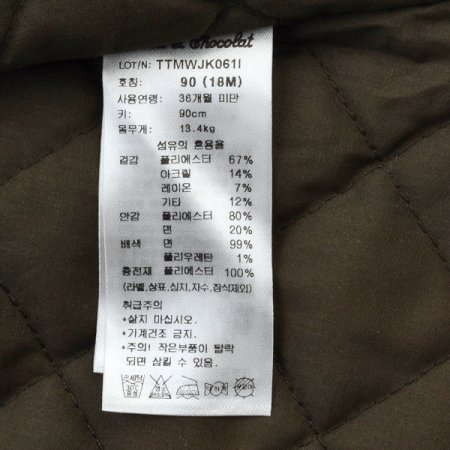 et Chocolat
LOT/N: TTMWJK061I
호칭: 90 (18M)
사용연령: 36개월 미만
키: 90cm
몸무게: 13.4kg
섬유의 혼용율
겉감 폴리에스터 67%
아크릴 14%
레이온 7%
기타 12%
안감 폴리에스터 80%
면 20%
배색 면 99%
폴리우레탄 1%
충전재 폴리에스터 100%
(라벨,상표,심지,자수,장식제외)
취급주의
*삶지 마십시오.
*기계건조 금지.
*주의! 작은부품이 탈락
되면 삼킬 수 있음.